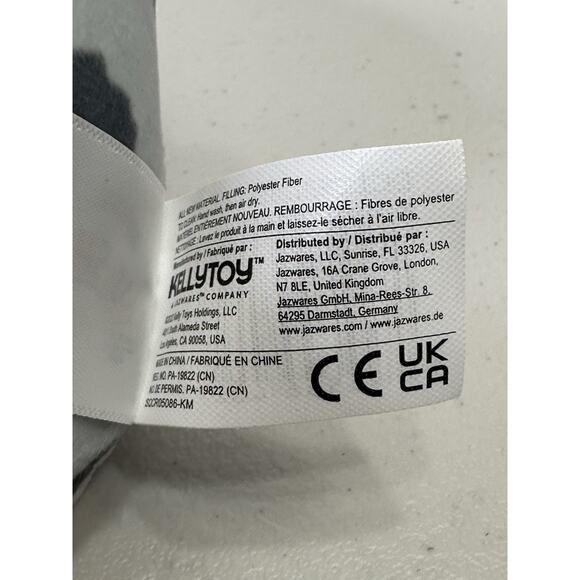 ALL NEW MATERIAL. FILLING: Polyester Fiber
TO CLEAN: Hand wash, then air dry.
MATERIEL ENTIÈREMENT NOUVEAU. REMBOURRAGE : Fibres de polyester
NETTOYAGE : Lavez le produit à la main et laissez-le sécher à l'air libre.
by / Fabriqué par :
KELLYTOY™
A JAZWARES™ COMPANY
Kelly Toys Holdings, LLC
South Alameda Street
Los Angeles, CA 90058, USA
Distributed by / Distribué par :
Jazwares, LLC, Sunrise, FL 33326, USA
Jazwares, 16A Crane Grove, London,
N7 8LE, United Kingdom
Jazwares GmbH, Mina-Rees-Str. 8,
64295 Darmstadt, Germany
www.jazwares.com / www.jazwares.eu
MADE IN CHINA / FABRIQUÉ EN CHINE
REG. NO. PA-19822 (CN)
NO DE PERMIS. PA-19822 (CN)
SQCR05086-KM
CE
UK
CA